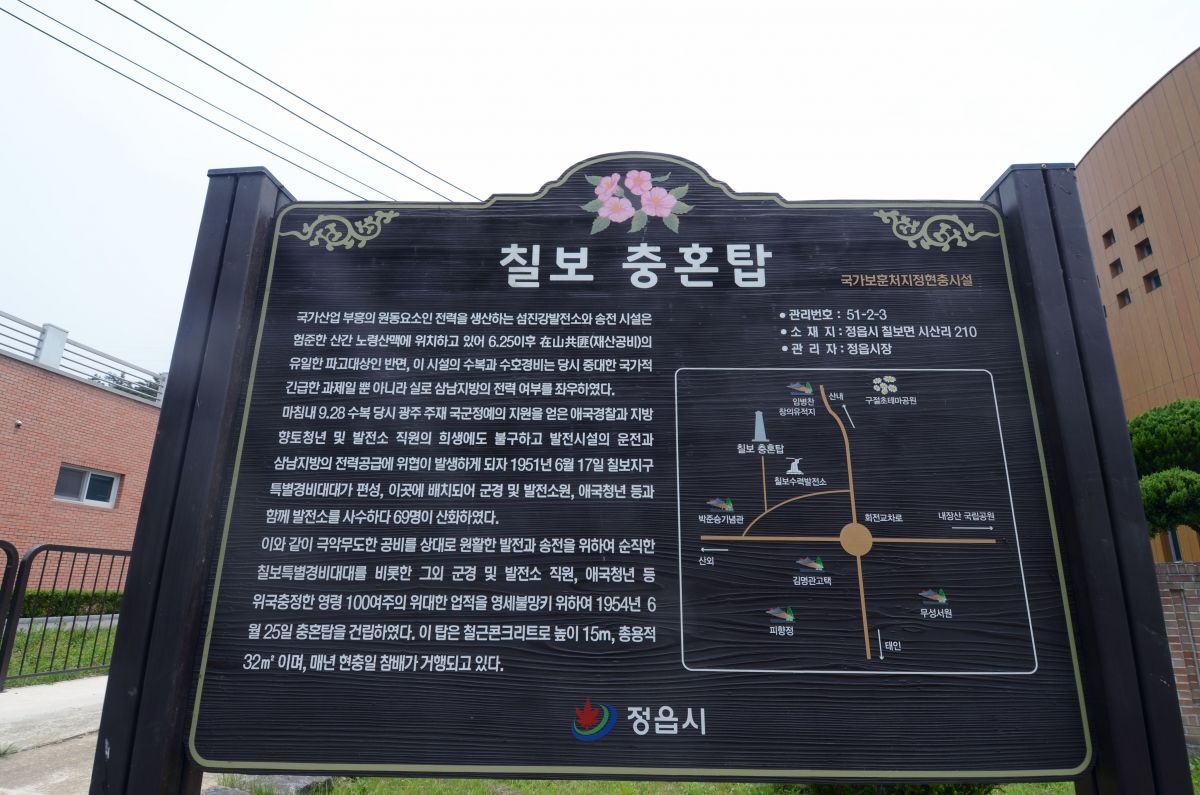 칠보 충혼탑
국가보훈처지정현충시설
국가산업 부흥의 원동요소인 전력을 생산하는 섬진강발전소와 송전 시설은
험준한 산간 노령산맥에 위치하고 있어 6.25이후 在山共匪(재산공비)의
유일한 파고대상인 반면, 이 시설의 수복과 수호경비는 당시 중대한 국가적
긴급한 과제일 뿐 아니라 실로 삼남지방의 전력 여부를 좌우하였다.
마침내 9.28 수복 당시 광주 주재 국군정예의 지원을 얻은 애국경찰과 지방
향토청년 및 발전소 직원의 희생에도 불구하고 발전시설의 운전과
삼남지방의 전력공급에 위협이 발생하게 되자 1951년 6월 17일 칠보지구
특별경비대대가 편성, 이곳에 배치되어 군경 및 발전소원, 애국청년 등과
함께 발전소를 사수하다 69명이 산화하였다.
이와 같이 극악무도한 공비를 상대로 원활한 발전과 송전을 위하여 순직한
칠보특별경비대대를 비롯한 그외 군경 및 발전소 직원, 애국청년 등
위국충정한 영령 100여주의 위대한 업적을 영세불망키 위하여 1954년 6
월 25일 충혼탑을 건립하였다. 이 탑은 철근콘크리트로 높이 15m, 총용적
32㎡ 이며, 매년 현충일 참배가 거행되고 있다.
• 관리번호 : 51-2-3
• 소 재 지 : 정읍시 칠보면 시산리 210
• 관 리 자 : 정읍시장
임병찬
창의유적지
산내
구절초테마공원
칠보 충혼탑
칠보수력발전소
박준승기념관
회전교차로
내장산 국립공원
산외
김명관고택
무성서원
피향정
태인
정읍시